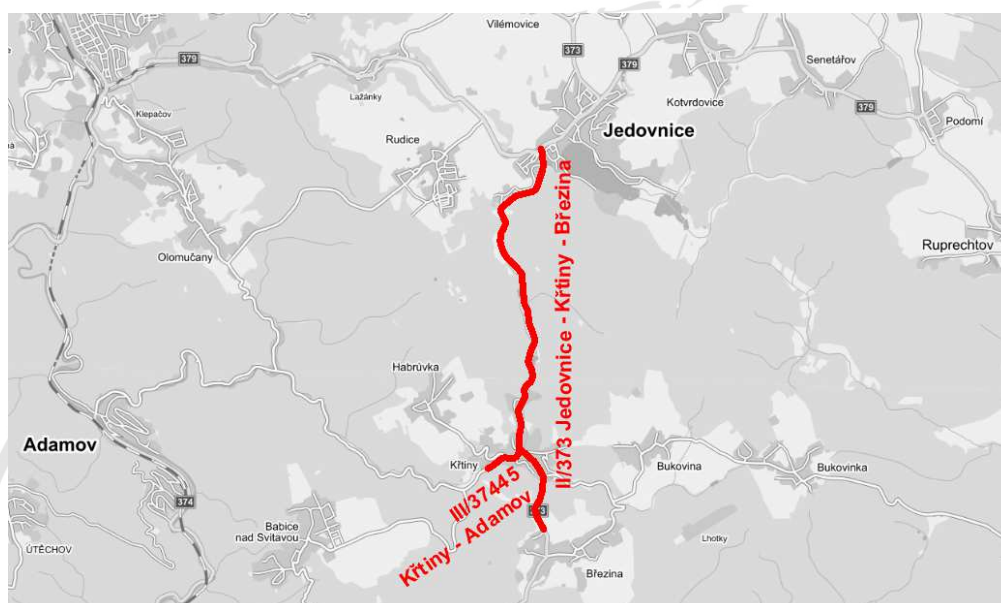 Vilémovice
373
379
379
Senetářov
Lažánky
Kotvrdovice
379
Klepačov
Podomí
Jedovnice
Rudice
II/373 Jedovnice - Křtiny - Březina
Ruprechtov
Olomučany
Habrůvka
Adamov
Křtiny
Bukovina
Bukovinka
III/37445
Křtiny - Adamov
374
Babice
nad Svitavou
Lhotky
ÚTĚCHOV
Březina